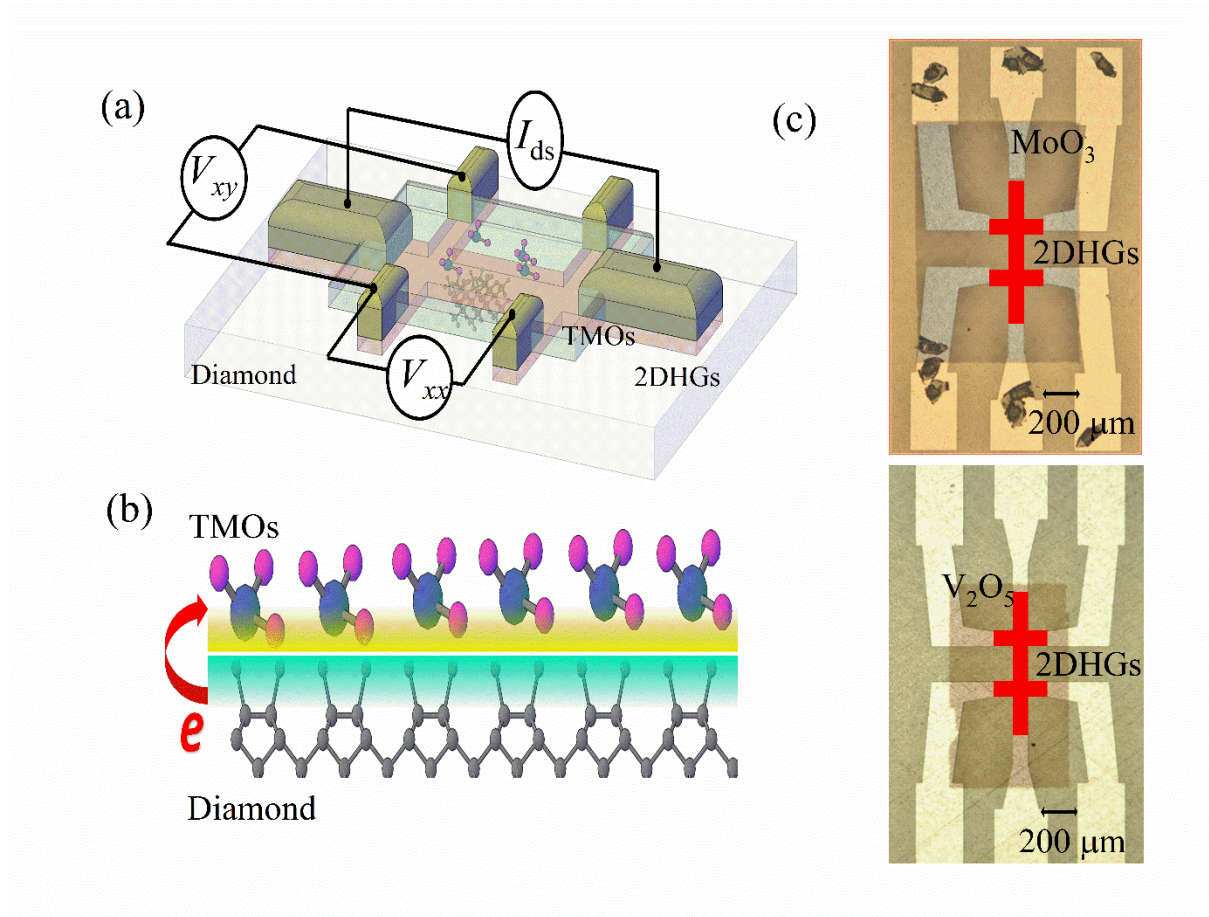 (a)
I_ds
V_xy
V_xx
TMOs
Diamond
2DHGs
(b)
TMOs
e
Diamond
(c)
MoO₃
2DHGs
200 μm
V₂O₅
2DHGs
200 μm